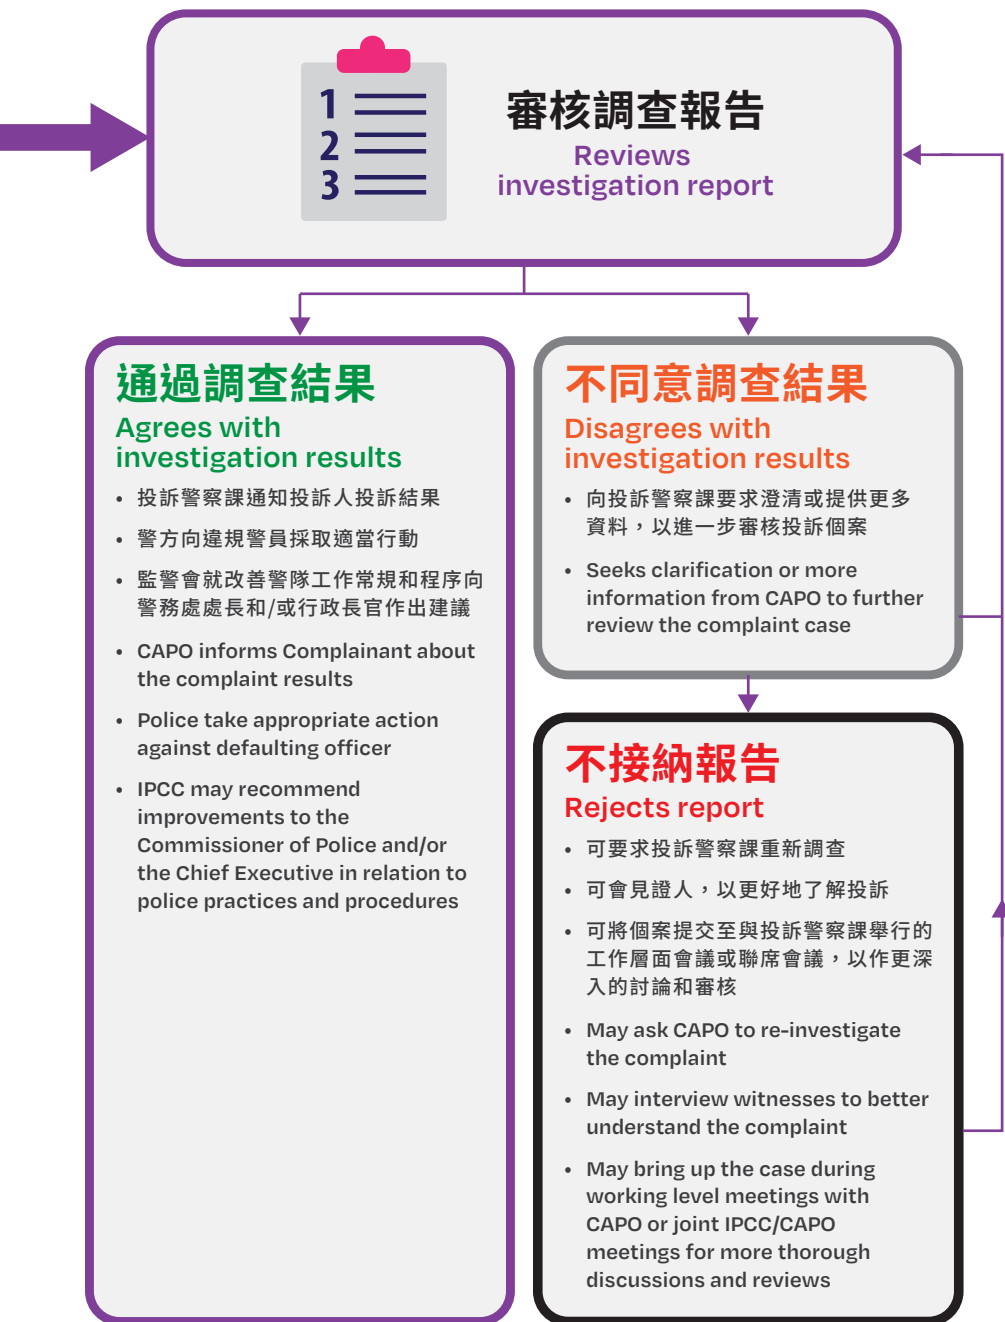 1
2
3
審核調查報告
Reviews
investigation report
通過調查結果
Agrees with
investigation results
• 投訴警察課通知投訴人投訴結果
• 警方向違規警員採取適當行動
• 監警會就改善警隊工作常規和程序向
警務處處長和/或行政長官作出建議
• CAPO informs Complainant about
the complaint results
• Police take appropriate action
against defaulting officer
• IPCC may recommend
improvements to the
Commissioner of Police and/or
the Chief Executive in relation to
police practices and procedures
不同意調查結果
Disagrees with
investigation results
• 向投訴警察課要求澄清或提供更多
資料，以進一步審核投訴個案
• Seeks clarification or more
information from CAPO to further
review the complaint case
不接納報告
Rejects report
• 可要求投訴警察課重新調查
• 可會見證人，以更好地了解投訴
• 可將個案提交至與投訴警察課舉行的
工作層面會議或聯席會議，以作更深
入的討論和審核
• May ask CAPO to re-investigate
the complaint
• May interview witnesses to better
understand the complaint
• May bring up the case during
working level meetings with
CAPO or joint IPCC/CAPO
meetings for more thorough
discussions and reviews